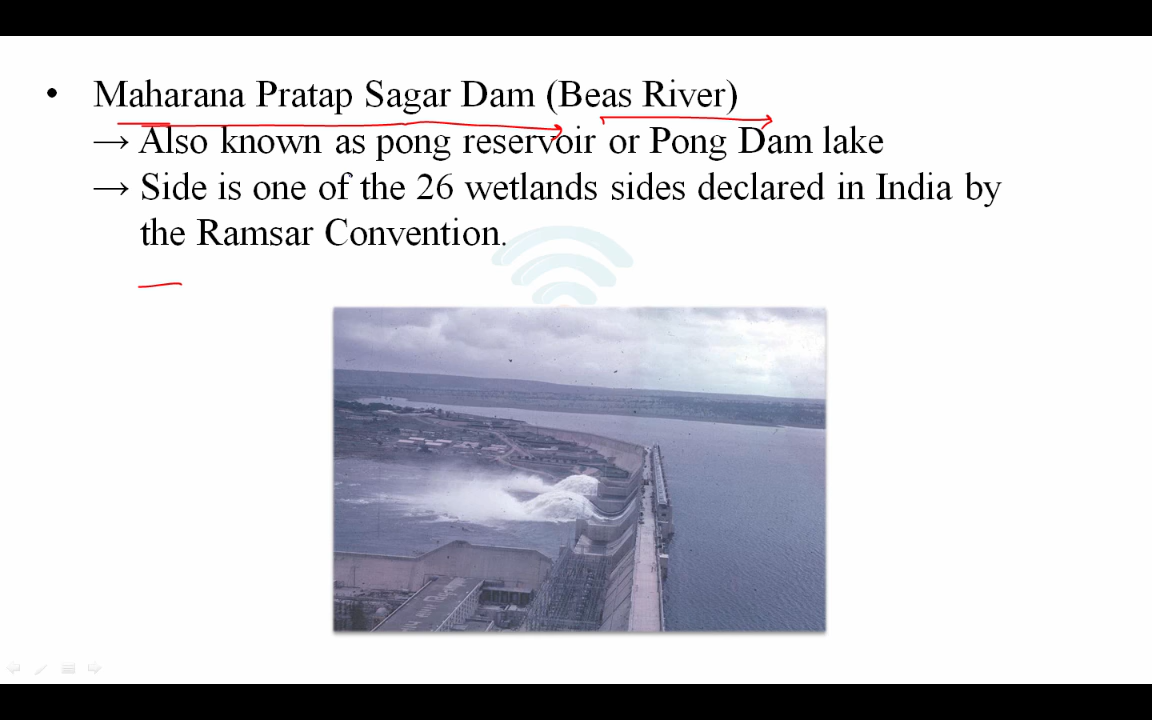 • Maharana Pratap Sagar Dam (Beas River)
→ Also known as pong reservoir or Pong Dam lake
→ Side is one of the 26 wetlands sides declared in India by
the Ramsar Convention.